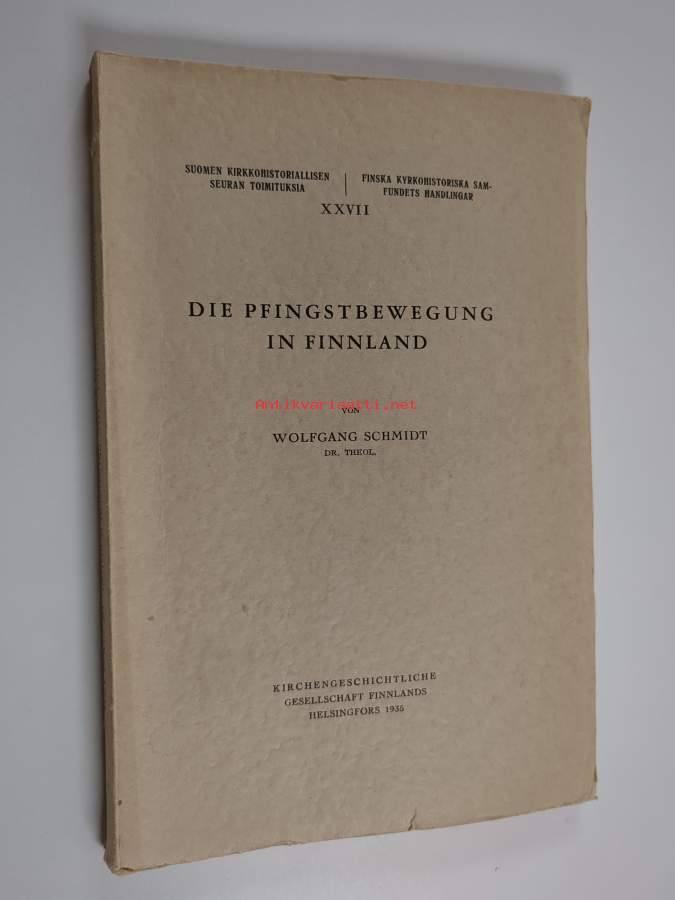 SUOMEN KIRKKOHISTORIALLISEN
SEURAN TOIMITUKSIA
FINSKA KYRKOHISTORISKA SAM-
FUNDETS HANDLINGAR
XXVII
DIE PFINGSTBEWEGUNG
IN FINNLAND
Antikvariaatti.net
VON
WOLFGANG SCHMIDT
DR. THEOL.
KIRCHENGESCHICHTLICHE
GESELLSCHAFT FINNLANDS
HELSINGFORS 1935